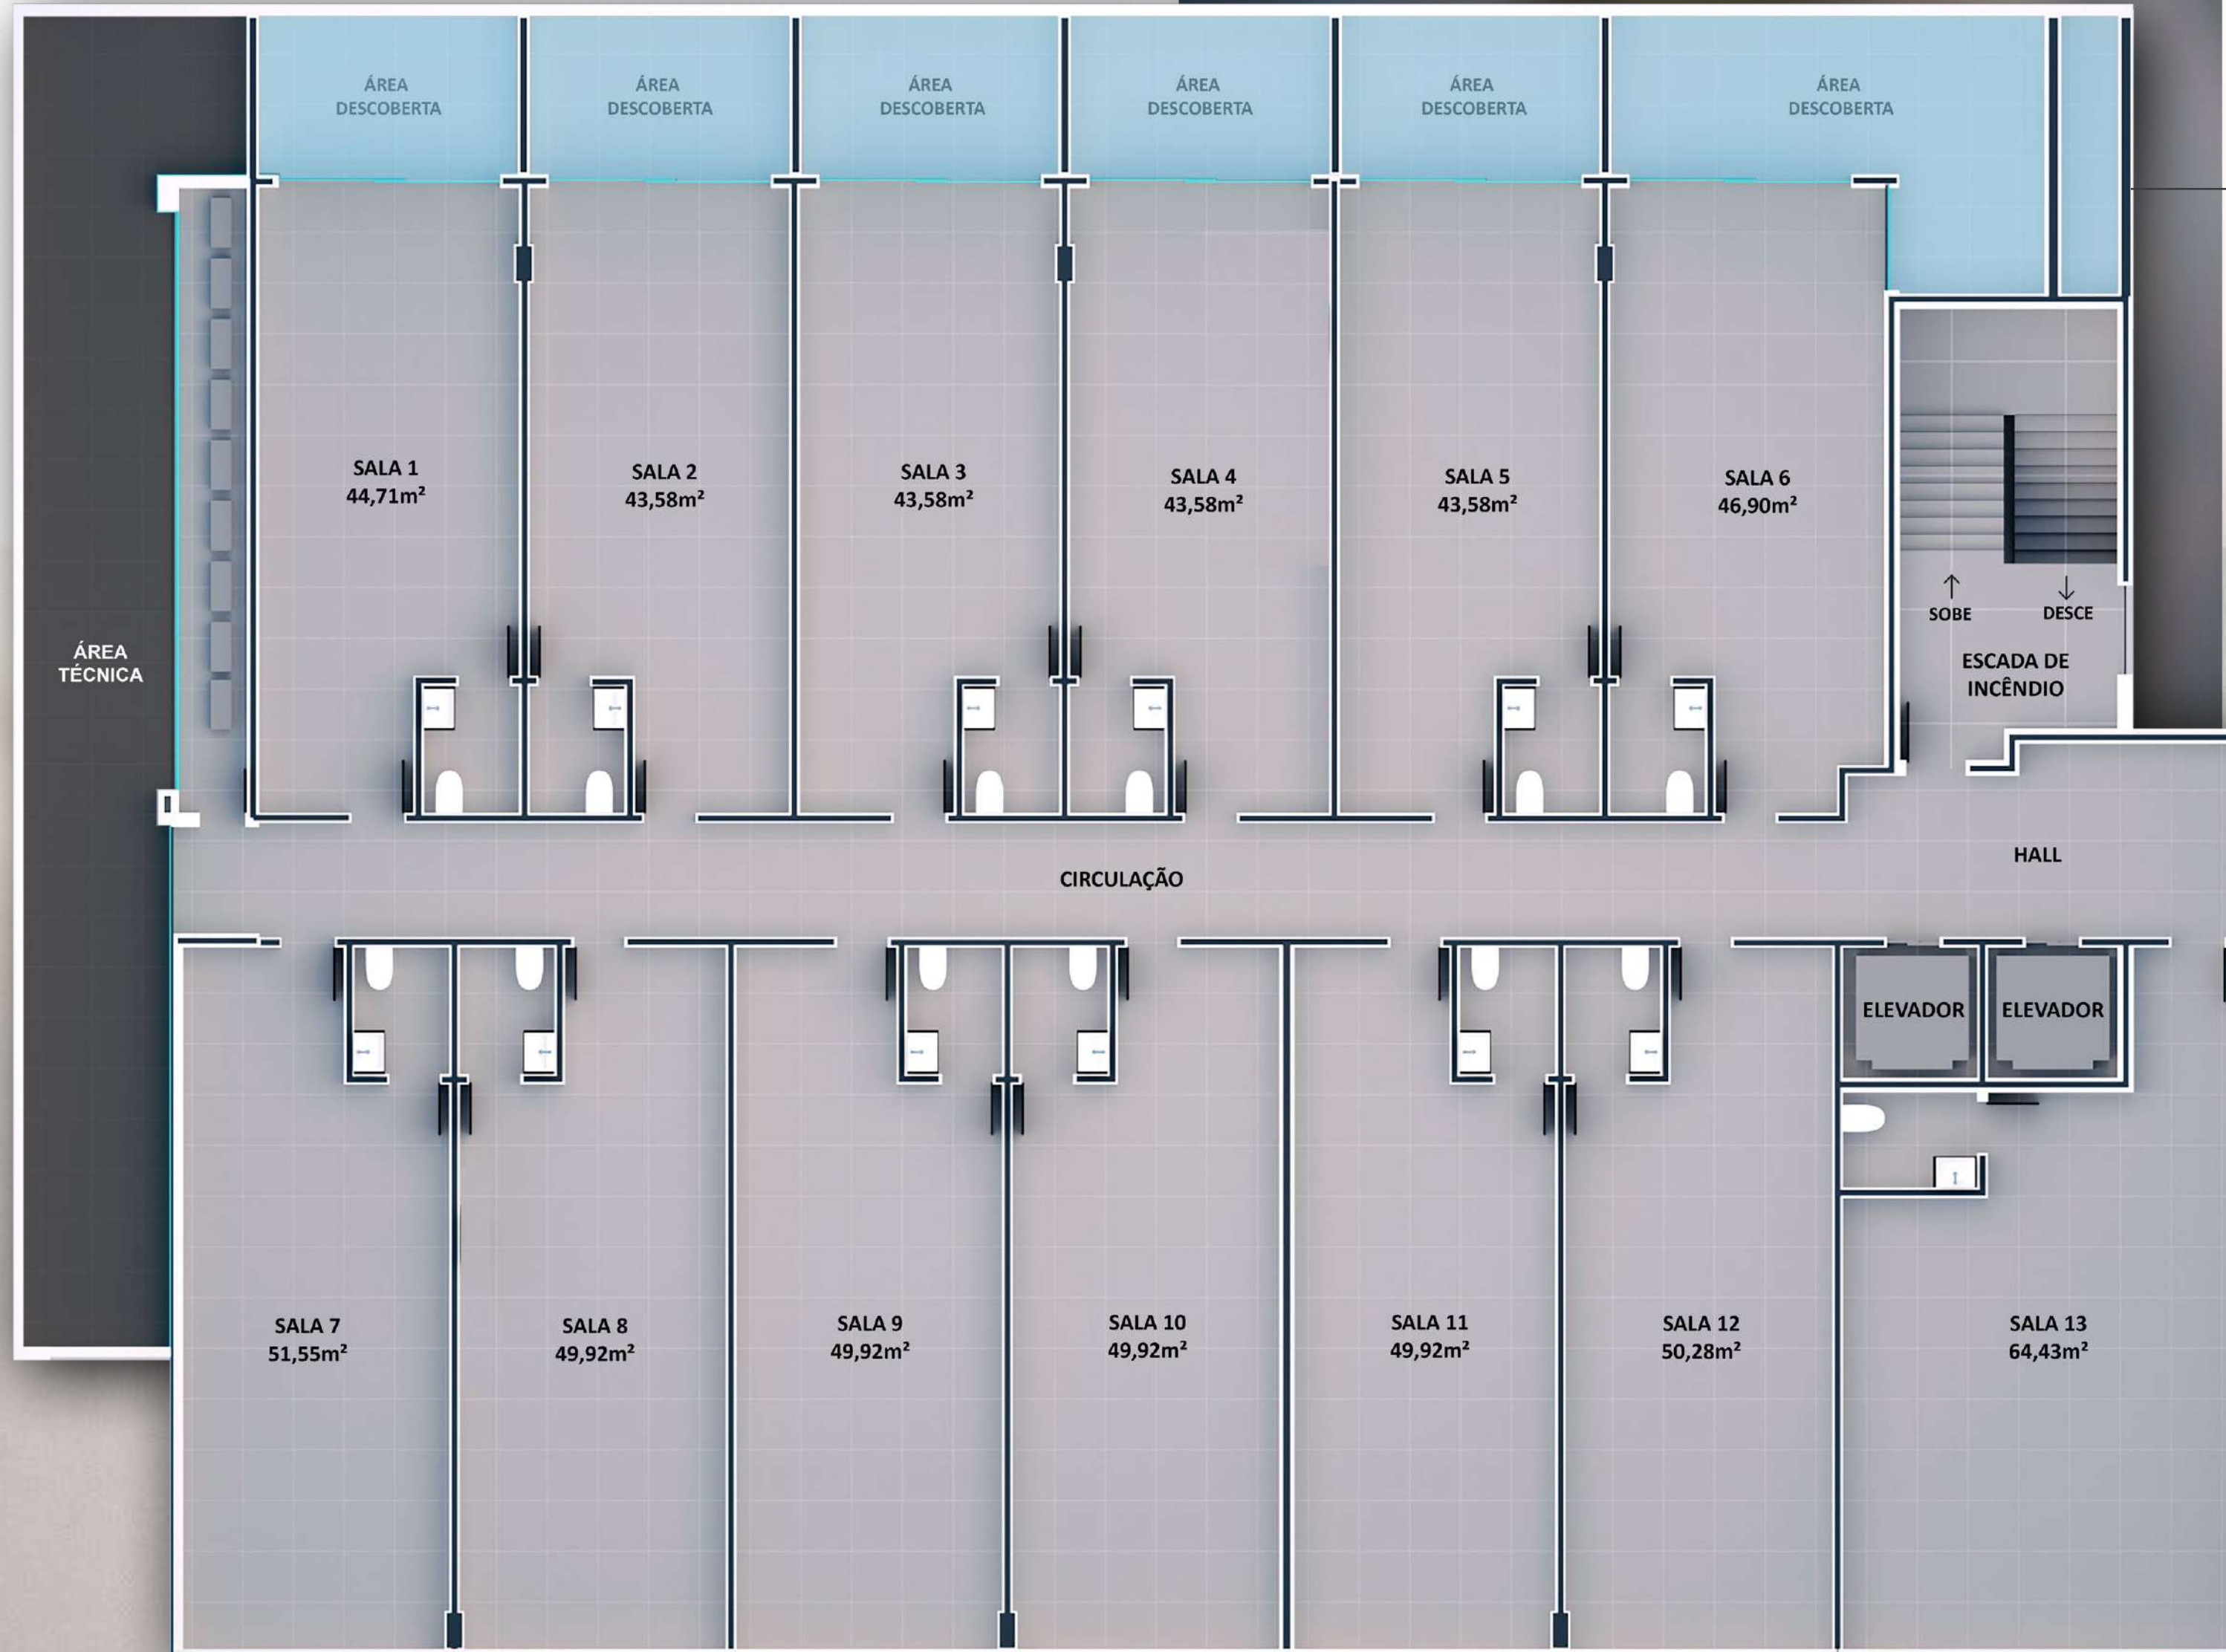 ÁREA
DESCOBERTA
ÁREA
DESCOBERTA
ÁREA
DESCOBERTA
ÁREA
DESCOBERTA
ÁREA
DESCOBERTA
ÁREA
DESCOBERTA
SALA 1
44,71m²
SALA 2
43,58m²
SALA 3
43,58m²
SALA 4
43,58m²
SALA 5
43,58m²
SALA 6
46,90m²
↑
SOBE
↓
DESCE
ESCADA DE
INCÊNDIO
ÁREA
TÉCNICA
CIRCULAÇÃO
HALL
ELEVADOR
ELEVADOR
SALA 7
51,55m²
SALA 8
49,92m²
SALA 9
49,92m²
SALA 10
49,92m²
SALA 11
49,92m²
SALA 12
50,28m²
SALA 13
64,43m²